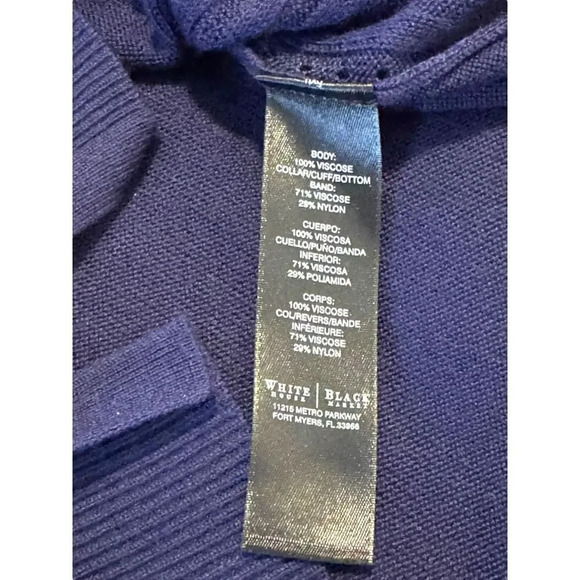 BODY:
100% VISCOSE
COLLAR/CUFF/BOTTOM
BAND:
71% VISCOSE
29% NYLON
CUERPO:
100% VISCOSA
CUELLO/PUÑO/BANDA
INFERIOR:
71% VISCOSA
29% POLIAMIDA
CORPS:
100% VISCOSE
COL/REVERS/BANDE
INFÉRIEURE:
71% VISCOSE
29% NYLON
WHITE | BLACK
HOUSE MARKET
11215 METRO PARKWAY
FORT MYERS, FL 33966